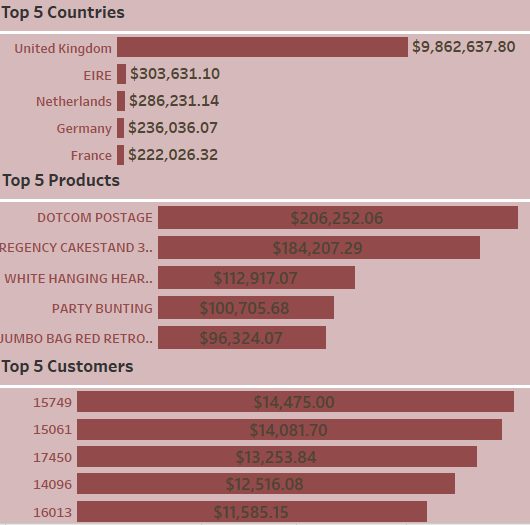 Top 5 Countries
United Kingdom $9,862,637.80
EIRE $303,631.10
Netherlands $286,231.14
Germany $236,036.07
France $222,026.32
Top 5 Products
DOTCOM POSTAGE $206,252.06
REGENCY CAKESTAND 3.. $184,207.29
WHITE HANGING HEAR.. $112,917.07
PARTY BUNTING $100,705.68
JUMBO BAG RED RETRO.. $96,324.07
Top 5 Customers
15749 $14,475.00
15061 $14,081.70
17450 $13,253.84
14096 $12,516.08
16013 $11,585.15